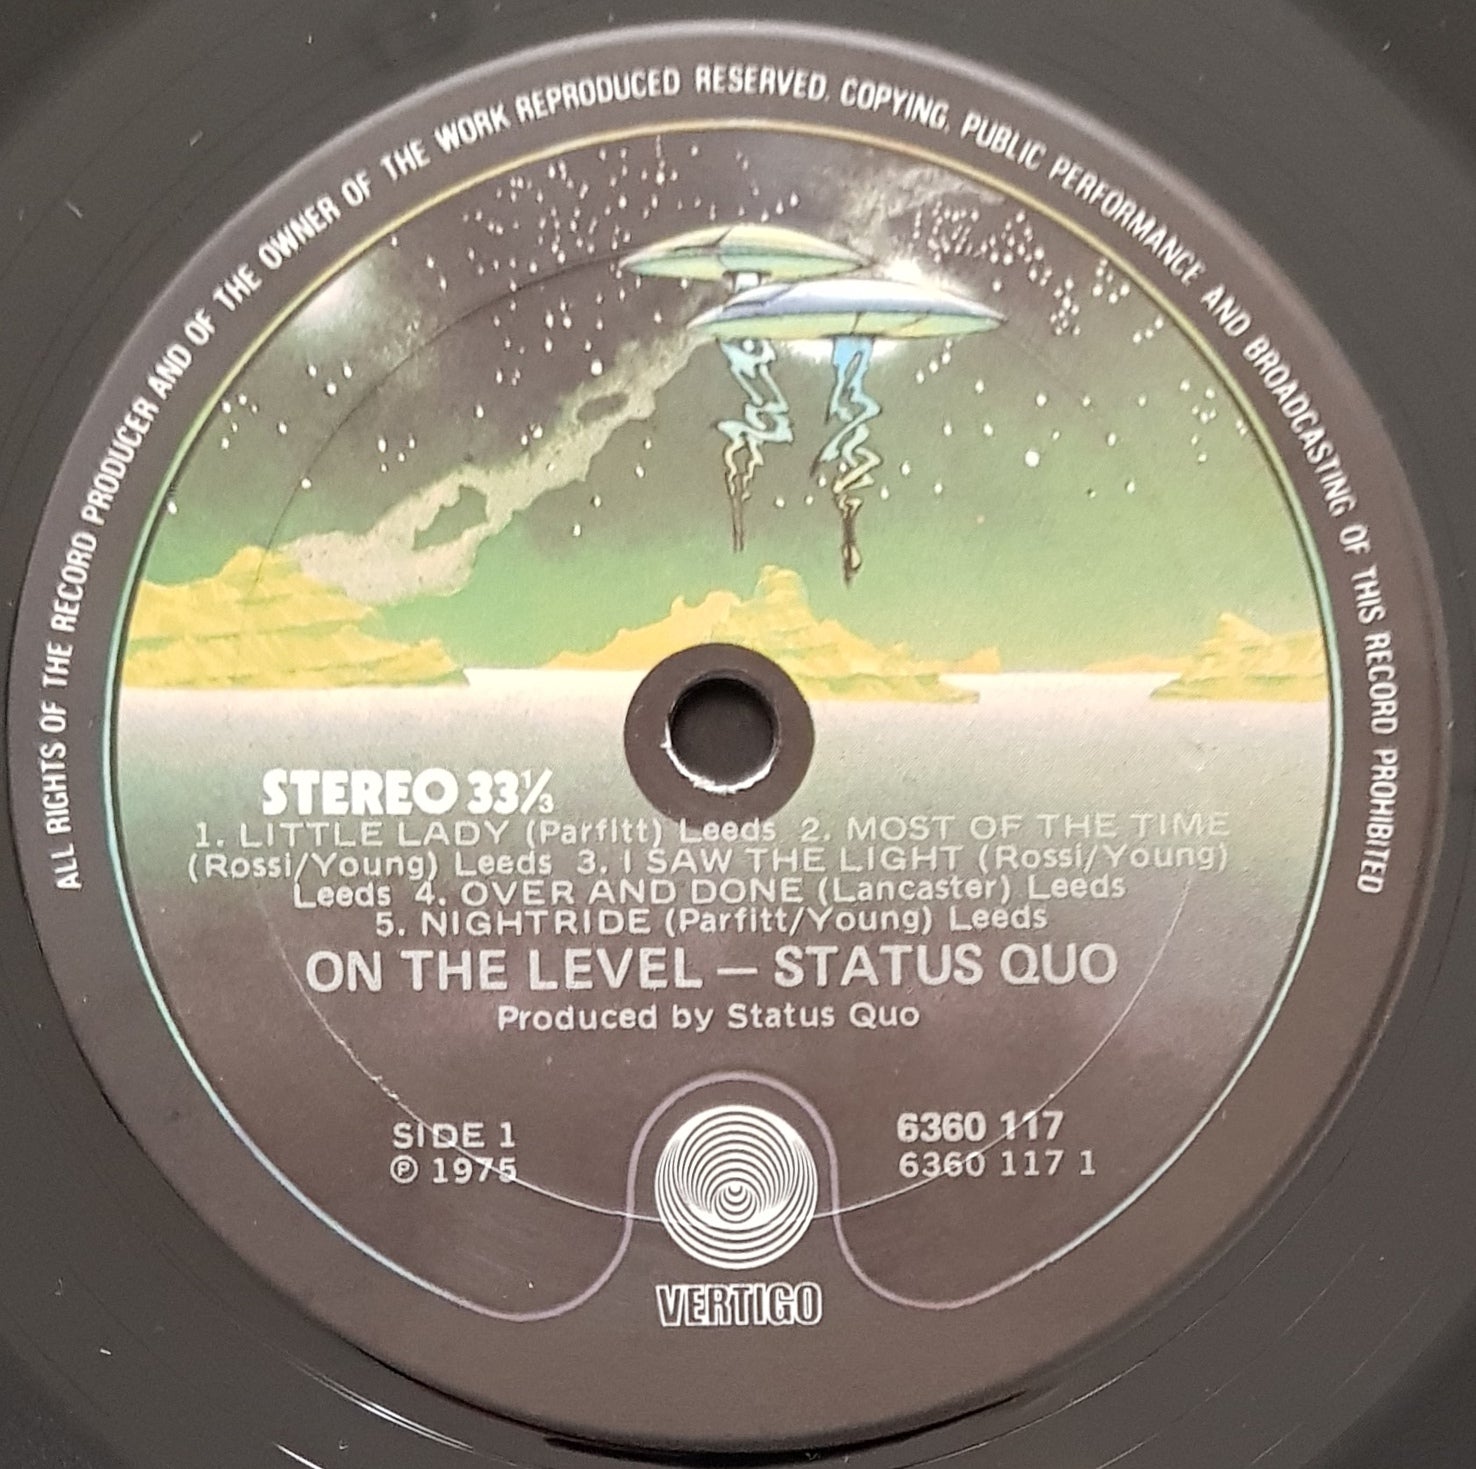 ALL RIGHTS OF THE RECORD PRODUCER AND OF THE OWNER OF THE WORK REPRODUCED RESERVED. COPYING, PUBLIC PERFORMANCE AND BROADCASTING OF THIS RECORD PROHIBITED
STEREO 33⅓
1. LITTLE LADY (Parfitt) Leeds 2. MOST OF THE TIME
(Rossi/Young) Leeds 3. I SAW THE LIGHT (Rossi/Young)
Leeds 4. OVER AND DONE (Lancaster) Leeds
5. NIGHTRIDE (Parfitt/Young) Leeds
ON THE LEVEL — STATUS QUO
Produced by Status Quo
SIDE 1
℗ 1975
6360 117
6360 117 1
VERTIGO